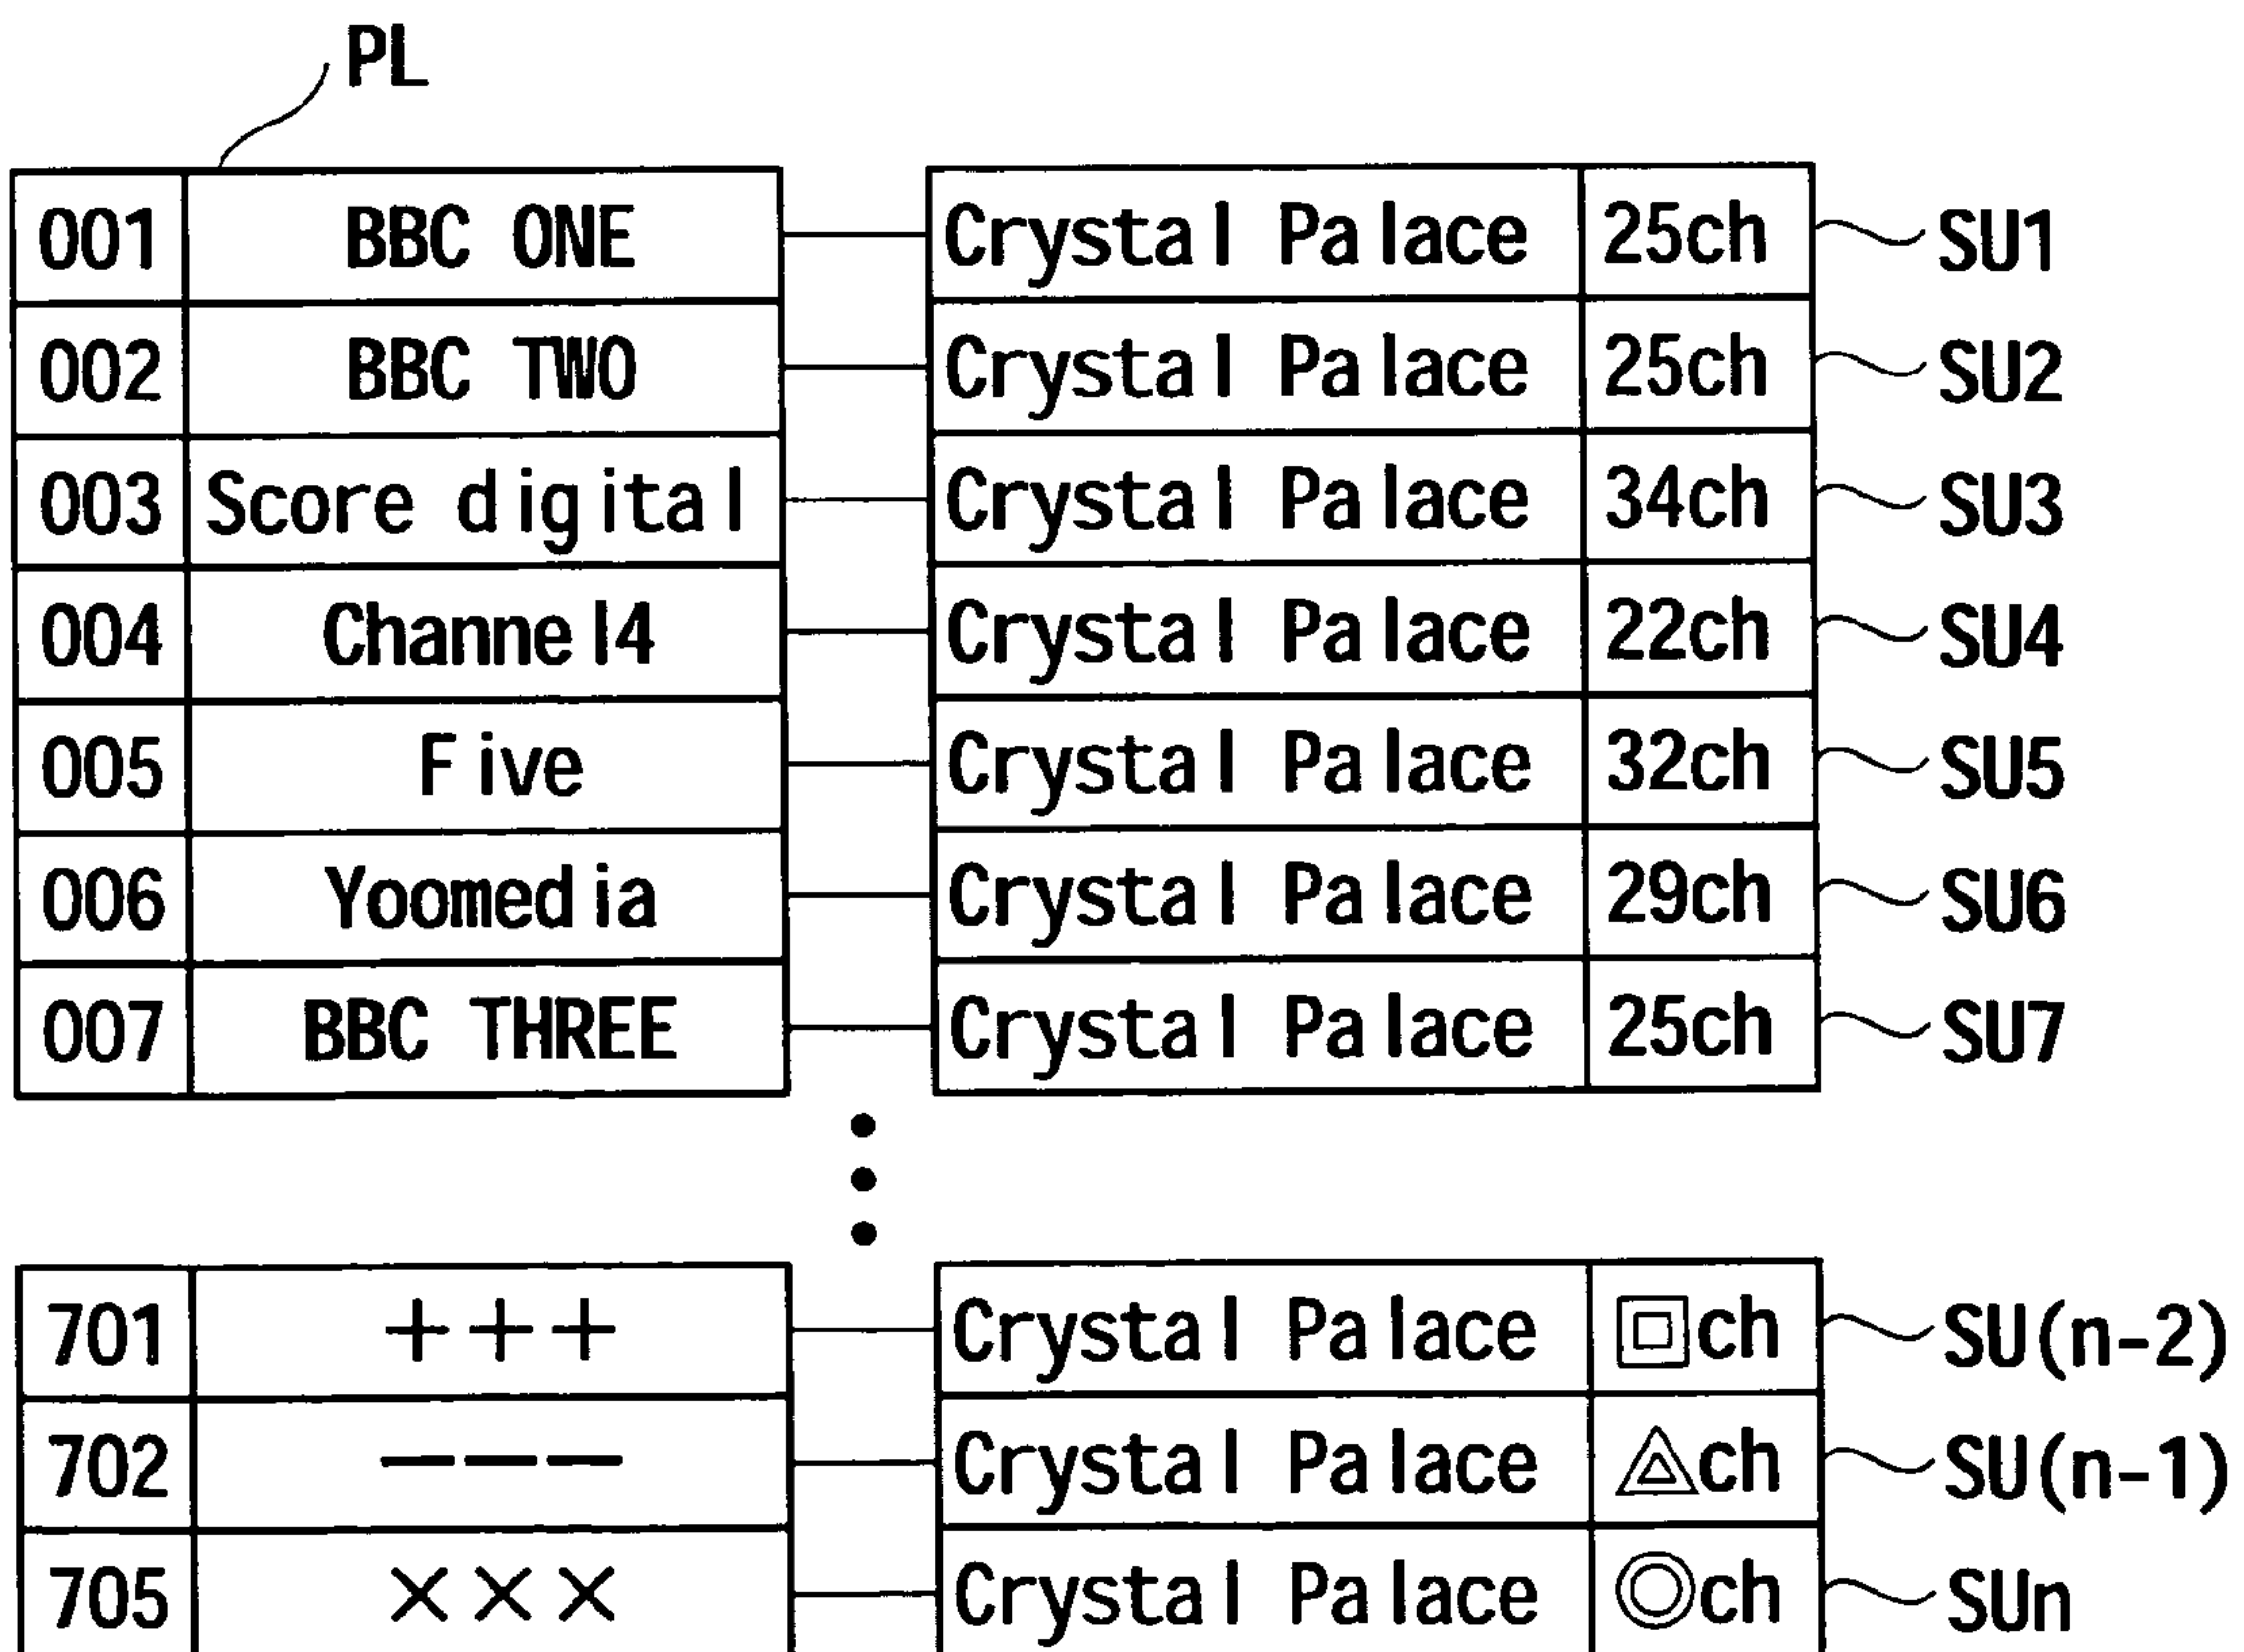 PL
001 BBC ONE Crystal Palace 25ch SU1
002 BBC TWO Crystal Palace 25ch SU2
003 Score digital Crystal Palace 34ch SU3
004 Channel4 Crystal Palace 22ch SU4
005 Five Crystal Palace 32ch SU5
006 Yoomedia Crystal Palace 29ch SU6
007 BBC THREE Crystal Palace 25ch SU7
701 +++ Crystal Palace ch SU(n-2)
702 ––– Crystal Palace ch SU(n-1)
705 ××× Crystal Palace ◎ch SUn